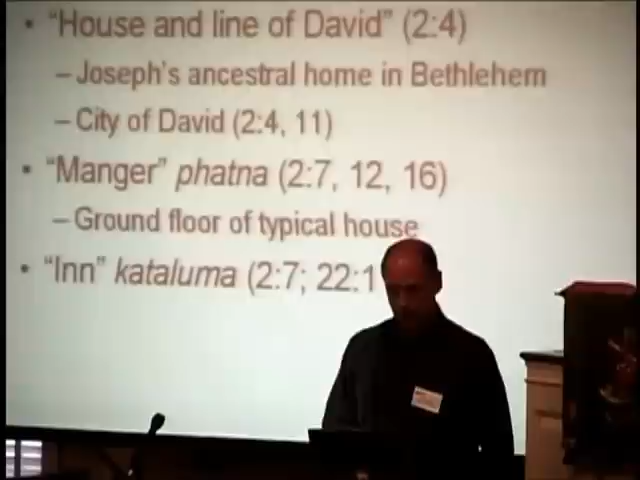 • “House and line of David” (2:4)
– Joseph's ancestral home in Bethlehem
– City of David (2:4, 11)
• “Manger” phatna (2:7, 12, 16)
– Ground floor of typical house
• “Inn” kataluma (2:7; 22:1